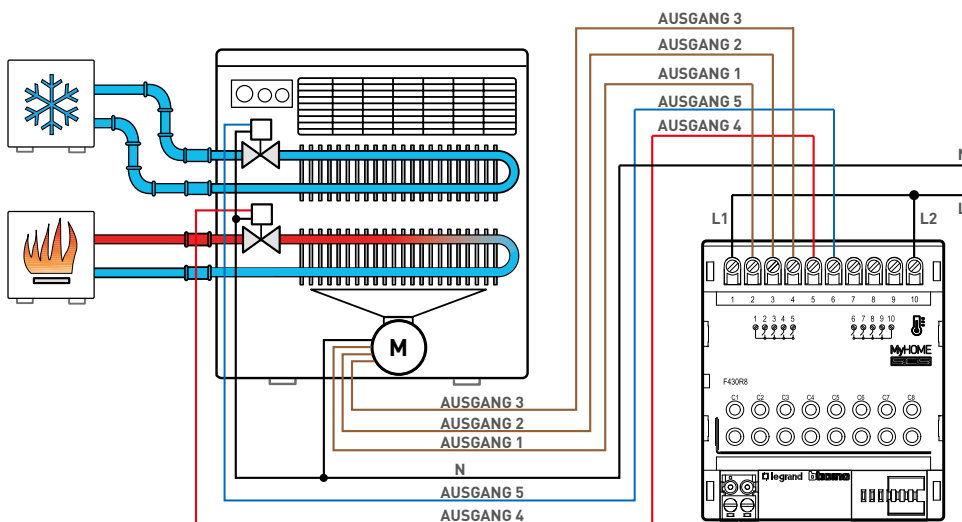 AUSGANG 3
AUSGANG 2
AUSGANG 1
AUSGANG 5
AUSGANG 4
N
L
L1
L2
1 2 3 4 5 6 7 8 9 10
1 2 3 4 5
6 7 8 9 10
MyHOME
SCS
F430R8
C1 C2 C3 C4 C5 C6 C7 C8
M
AUSGANG 3
AUSGANG 2
AUSGANG 1
N
AUSGANG 5
AUSGANG 4
legrand
bticino